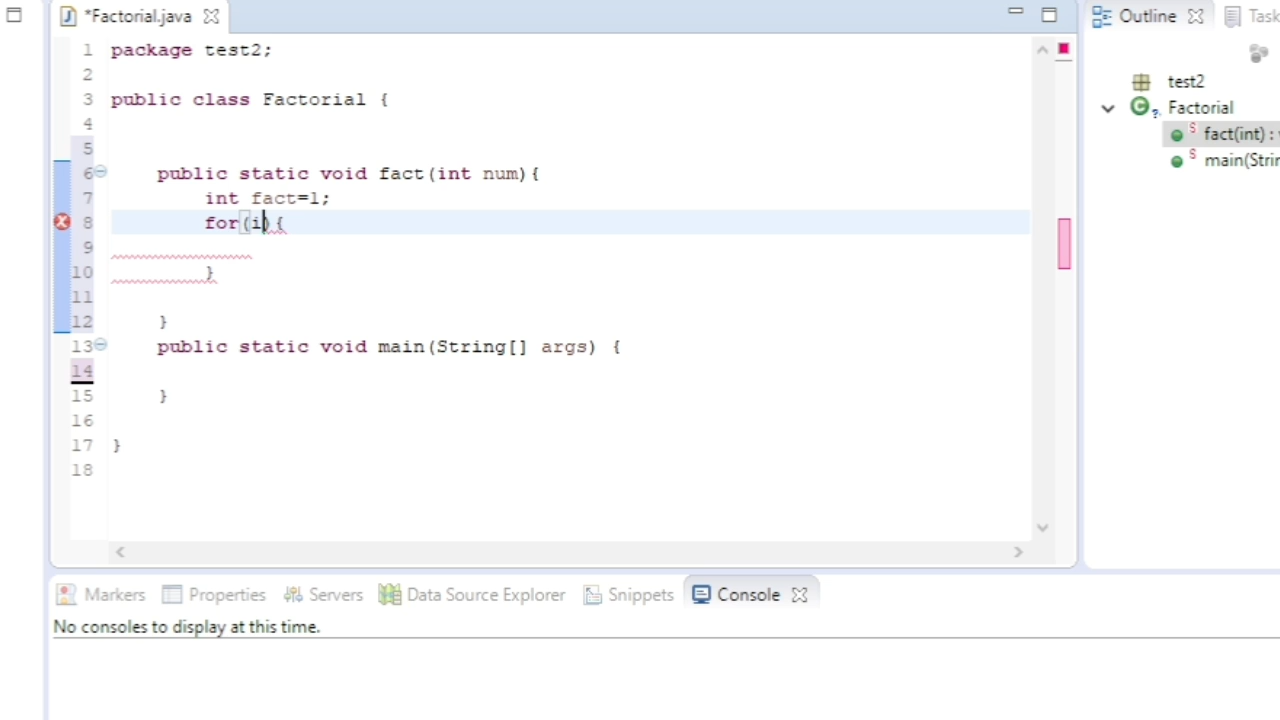 *Factorial.java
1 package test2;
2
3 public class Factorial {
4
5
6 public static void fact(int num){
7 int fact=1;
8 for(i){
9
10 }
11
12 }
13 public static void main(String[] args) {
14
15 }
16
17 }
18
Outline Task
test2
Factorial
fact(int) :
main(Strin
Markers Properties Servers Data Source Explorer Snippets Console
No consoles to display at this time.